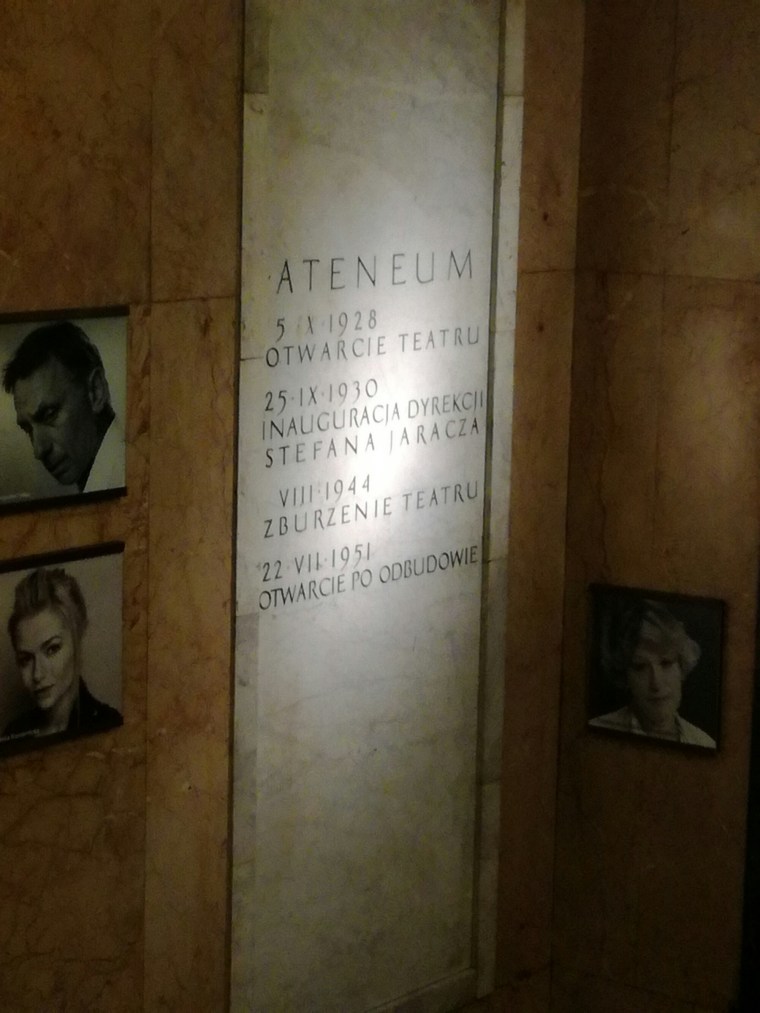 ATENEUM
5 X·1928
OTWARCIE TEATRU
25·IX·1930
INAUGURACJA DYREKCJI
STEFANA JARACZA
VIII·1944
ZBURZENIE TEATRU
22·VII·1951
OTWARCIE PO ODBUDOWIE